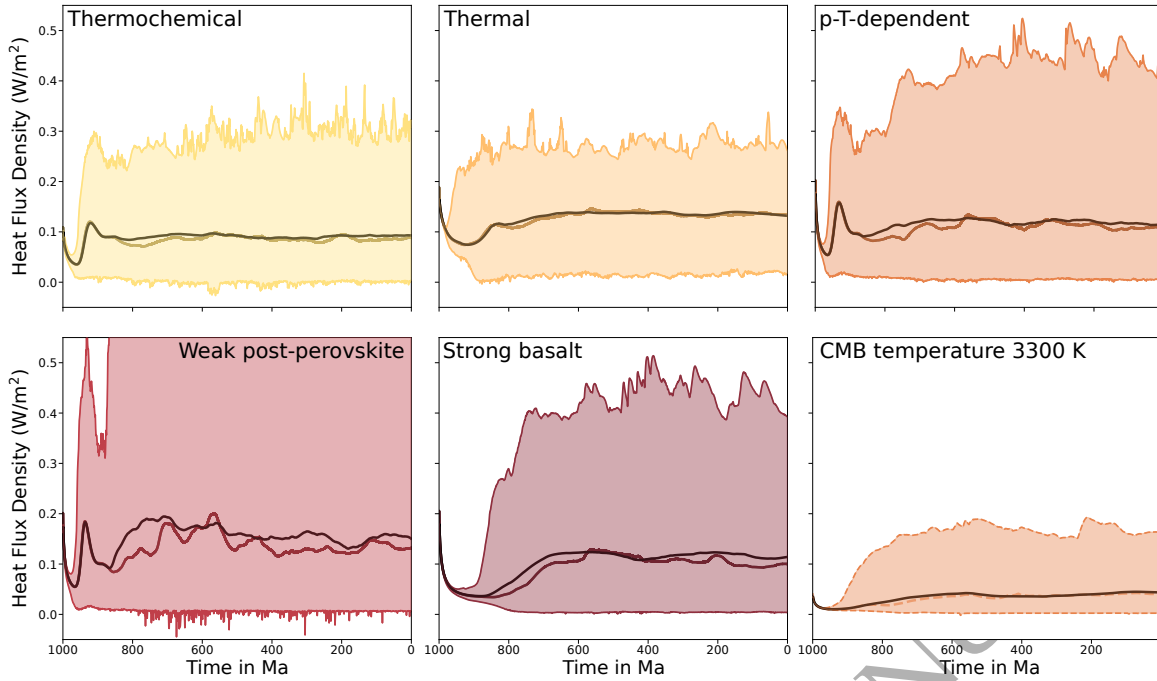 Thermochemical
Thermal
p-T-dependent
Heat Flux Density (W/m²)
0.5
0.4
0.3
0.2
0.1
0.0
Weak post-perovskite
Strong basalt
CMB temperature 3300 K
Heat Flux Density (W/m²)
0.5
0.4
0.3
0.2
0.1
0.0
1000 800 600 400 200 0
1000 800 600 400 200 0
1000 800 600 400 200
Time in Ma
Time in Ma
Time in Ma